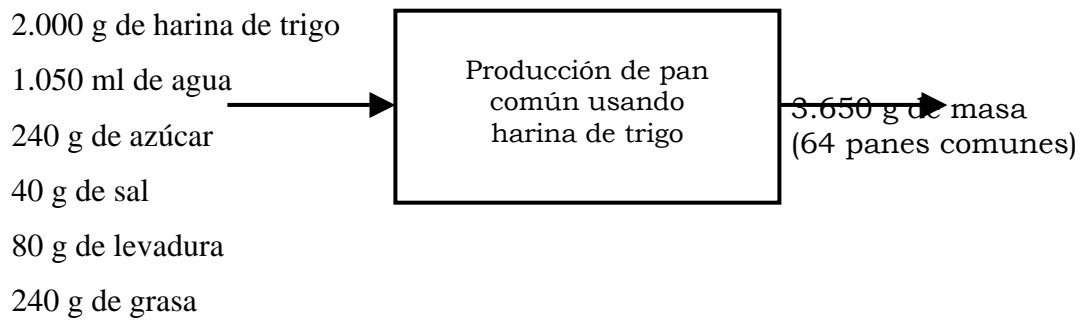 2.000 g de harina de trigo
1.050 ml de agua
240 g de azúcar
40 g de sal
80 g de levadura
240 g de grasa
Producción de pan
común usando
harina de trigo
3.650 g de masa
(64 panes comunes)